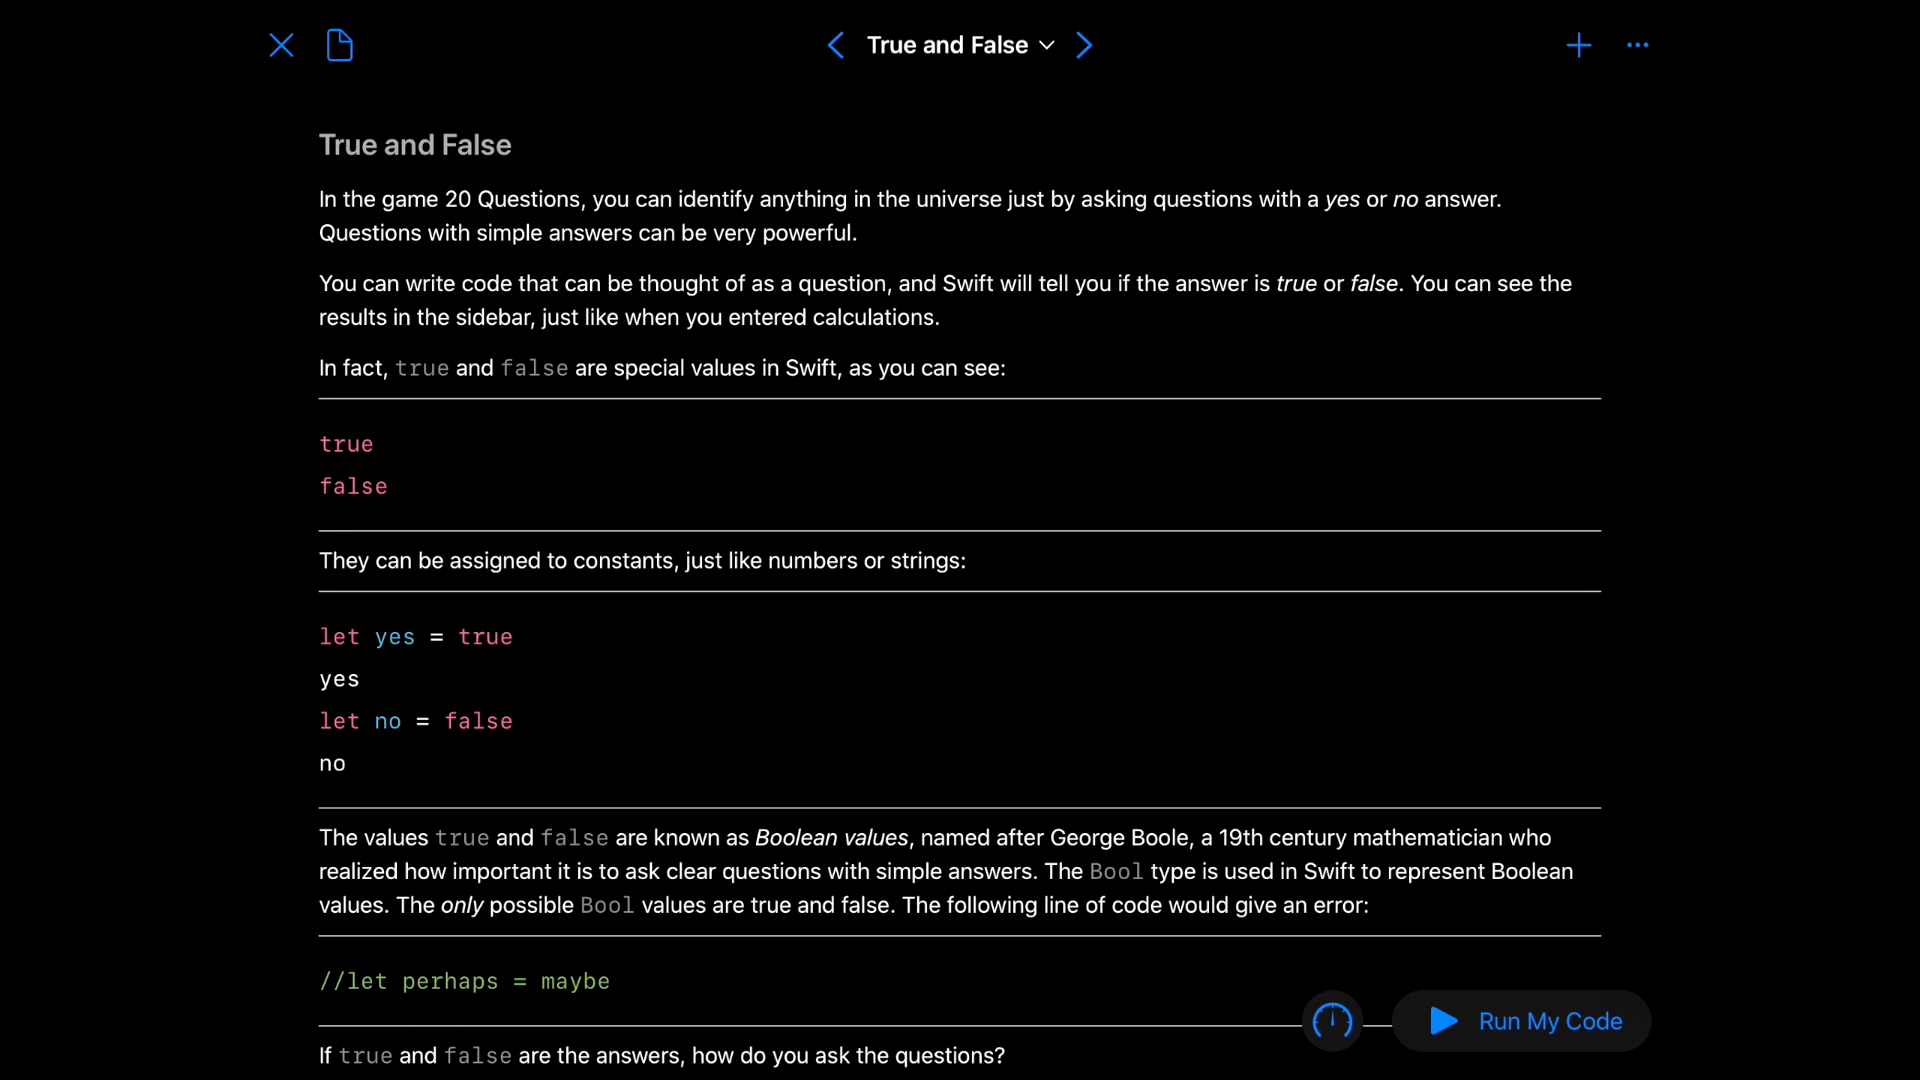 True and False
True and False
In the game 20 Questions, you can identify anything in the universe just by asking questions with a yes or no answer.
Questions with simple answers can be very powerful.
You can write code that can be thought of as a question, and Swift will tell you if the answer is true or false. You can see the
results in the sidebar, just like when you entered calculations.
In fact, true and false are special values in Swift, as you can see:
true
false
They can be assigned to constants, just like numbers or strings:
let yes = true
yes
let no = false
no
The values true and false are known as Boolean values, named after George Boole, a 19th century mathematician who
realized how important it is to ask clear questions with simple answers. The Bool type is used in Swift to represent Boolean
values. The only possible Bool values are true and false. The following line of code would give an error:
//let perhaps = maybe
Run My Code
If true and false are the answers, how do you ask the questions?